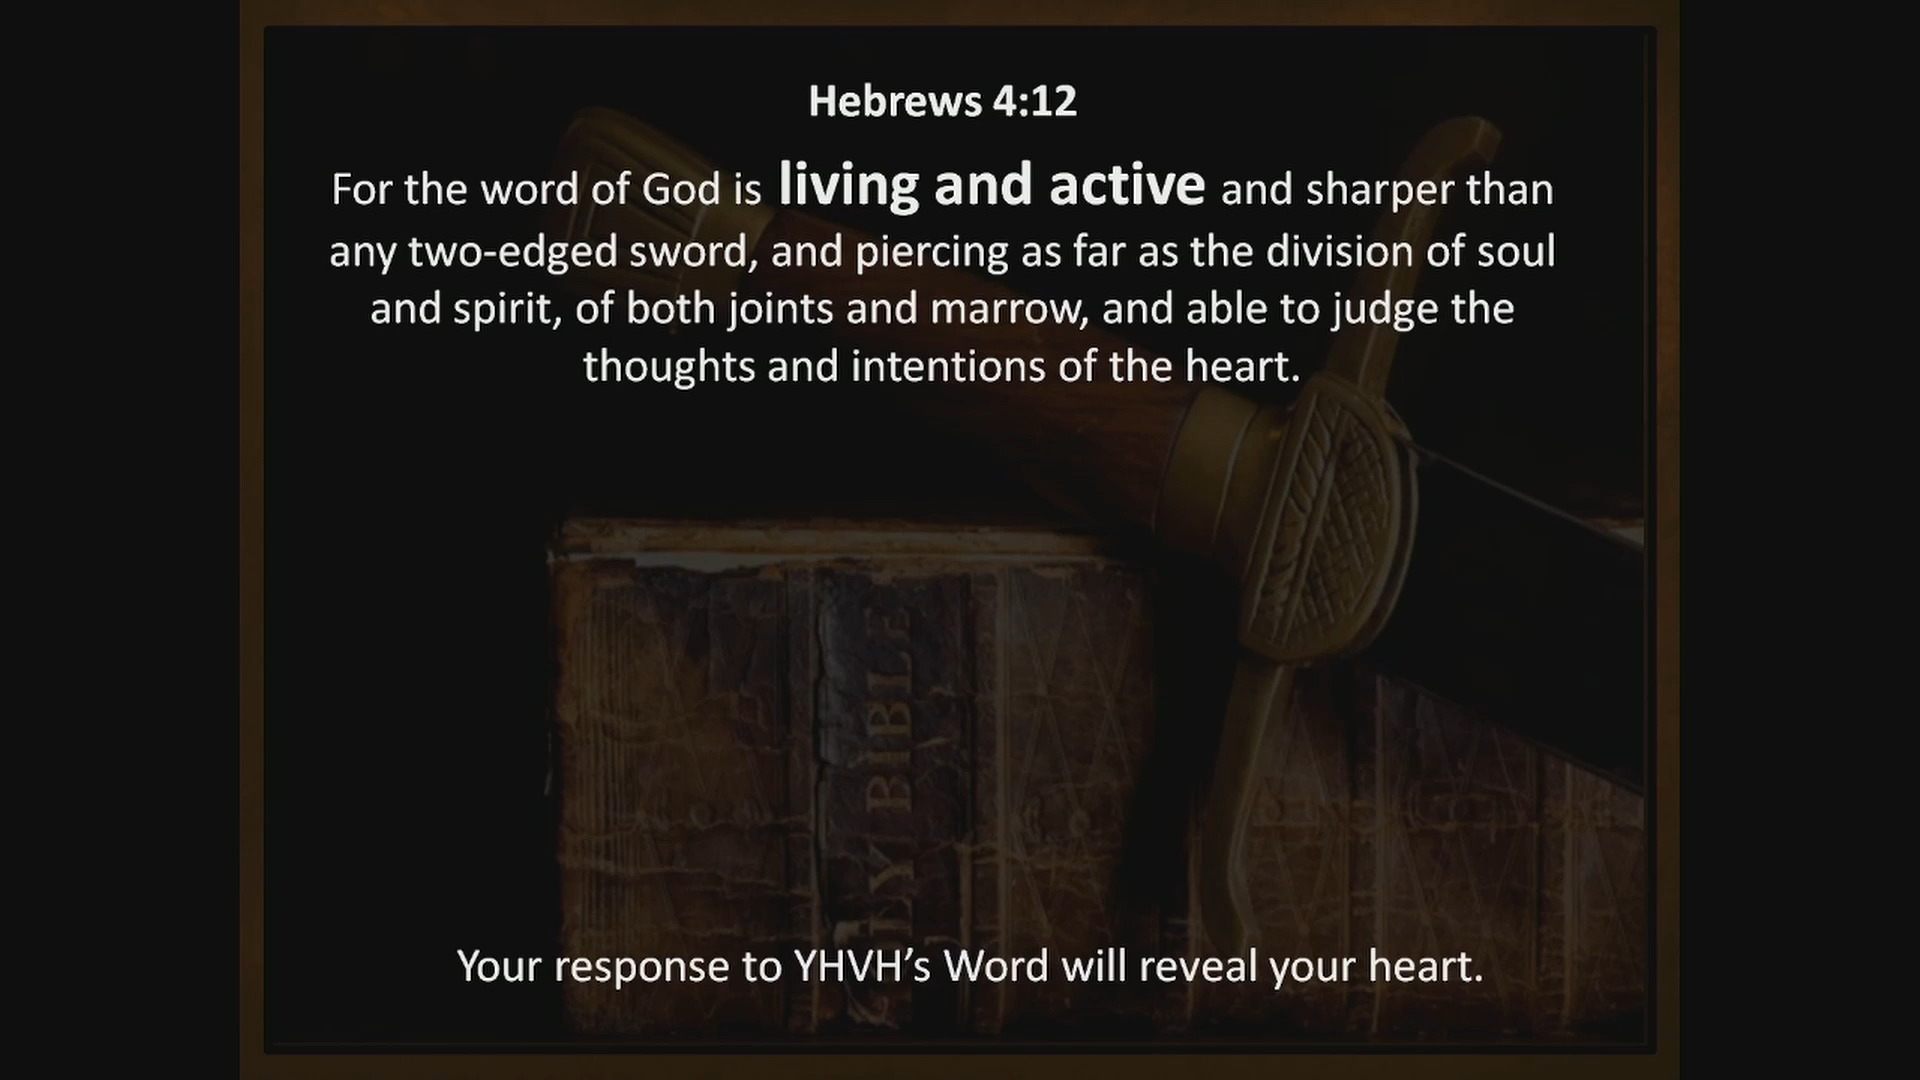 Hebrews 4:12
For the word of God is living and active and sharper than
any two-edged sword, and piercing as far as the division of soul
and spirit, of both joints and marrow, and able to judge the
thoughts and intentions of the heart.
HOLY BIBLE
Your response to YHVH’s Word will reveal your heart.